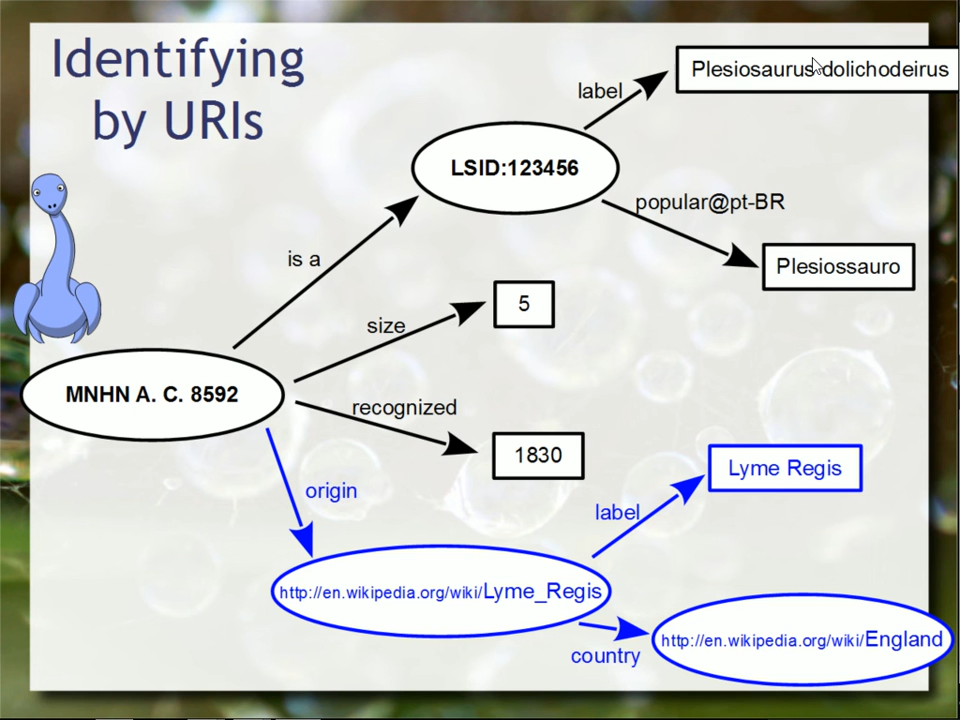 Identifying
by URIs
label
Plesiosaurus dolichodeirus
LSID:123456
popular@pt-BR
Plesiossauro
is a
size
5
MNHN A. C. 8592
recognized
1830
origin
label
Lyme Regis
http://en.wikipedia.org/wiki/Lyme_Regis
country
http://en.wikipedia.org/wiki/England